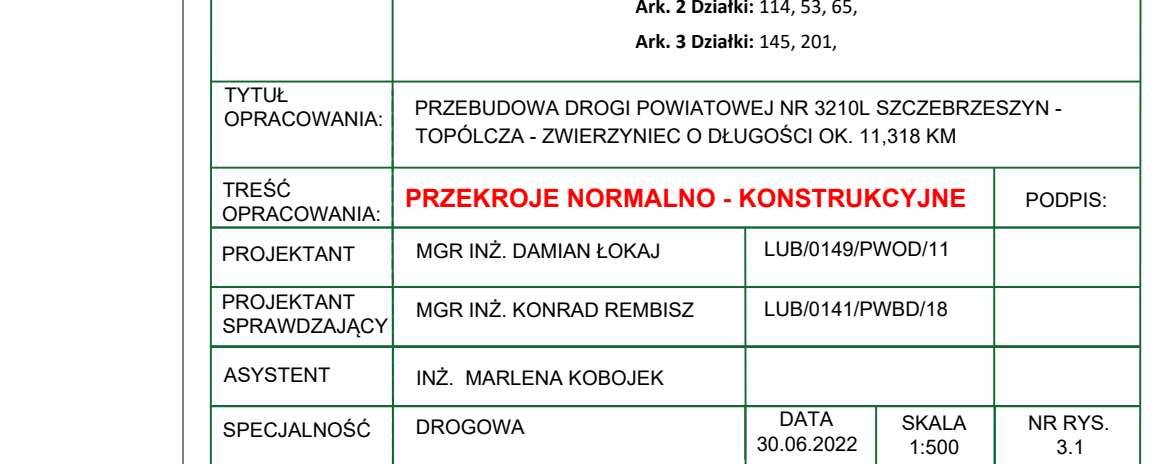 Ark. 2 Działki: 114, 53, 65,
Ark. 3 Działki: 145, 201,
TYTUŁ
OPRACOWANIA:
PRZEBUDOWA DROGI POWIATOWEJ NR 3210L SZCZEBRZESZYN -
TOPÓLCZA - ZWIERZYNIEC O DŁUGOŚCI OK. 11,318 KM
TREŚĆ
OPRACOWANIA:
PRZEKROJE NORMALNO - KONSTRUKCYJNE
PODPIS:
PROJEKTANT
MGR INŻ. DAMIAN ŁOKAJ
LUB/0149/PWOD/11
PROJEKTANT
SPRAWDZAJĄCY
MGR INŻ. KONRAD REMBISZ
LUB/0141/PWBD/18
ASYSTENT
INŻ. MARLENA KOBOJEK
SPECJALNOŚĆ
DROGOWA
DATA
30.06.2022
SKALA
1:500
NR RYS.
3.1